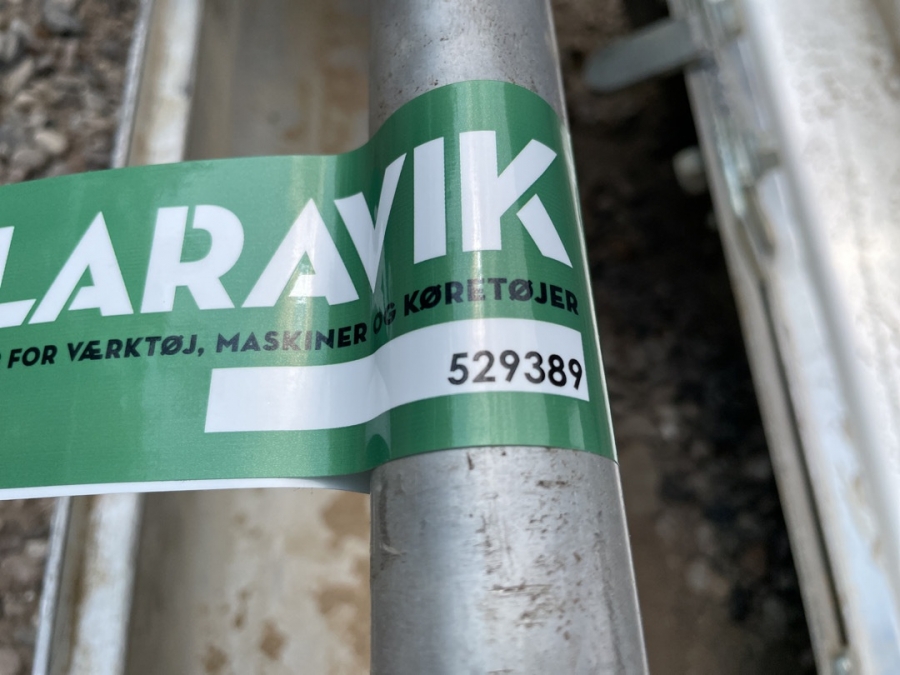 LARAVIK
FOR VÆRKTØJ, MASKINER OG KØRETØJER
529389